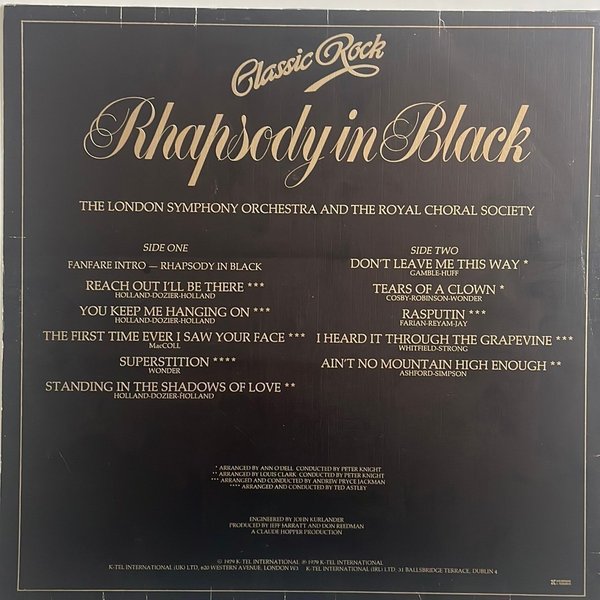 Classic Rock
Rhapsody in Black
THE LONDON SYMPHONY ORCHESTRA AND THE ROYAL CHORAL SOCIETY
SIDE ONE
FANFARE INTRO — RHAPSODY IN BLACK
REACH OUT I'LL BE THERE ***
HOLLAND-DOZIER-HOLLAND
YOU KEEP ME HANGING ON ***
HOLLAND-DOZIER-HOLLAND
THE FIRST TIME EVER I SAW YOUR FACE ***
MacCOLL
SUPERSTITION ****
WONDER
STANDING IN THE SHADOWS OF LOVE **
HOLLAND-DOZIER-HOLLAND
SIDE TWO
DON'T LEAVE ME THIS WAY *
GAMBLE-HUFF
TEARS OF A CLOWN *
COSBY-ROBINSON-WONDER
RASPUTIN ***
FARIAN-REYAM-JAY
I HEARD IT THROUGH THE GRAPEVINE ***
WHITFIELD-STRONG
AIN'T NO MOUNTAIN HIGH ENOUGH **
ASHFORD-SIMPSON
* ARRANGED BY ANN O'DELL CONDUCTED BY PETER KNIGHT
** ARRANGED BY LOUIS CLARK CONDUCTED BY PETER KNIGHT
*** ARRANGED AND CONDUCTED BY ANDREW PRYCE JACKMAN
**** ARRANGED AND CONDUCTED BY TED ASTLEY
ENGINEERED BY JOHN KURLANDER
PRODUCED BY JEFF JARRATT AND DON REEDMAN
A CLAUDE HOPPER PRODUCTION
© 1979 K-TEL INTERNATIONAL ℗ 1979 K-TEL INTERNATIONAL
K-TEL INTERNATIONAL (UK) LTD, 620 WESTERN AVENUE, LONDON W3 K-TEL INTERNATIONAL (IRL) LTD. 31 BALLSBRIDGE TERRACE, DUBLIN 4